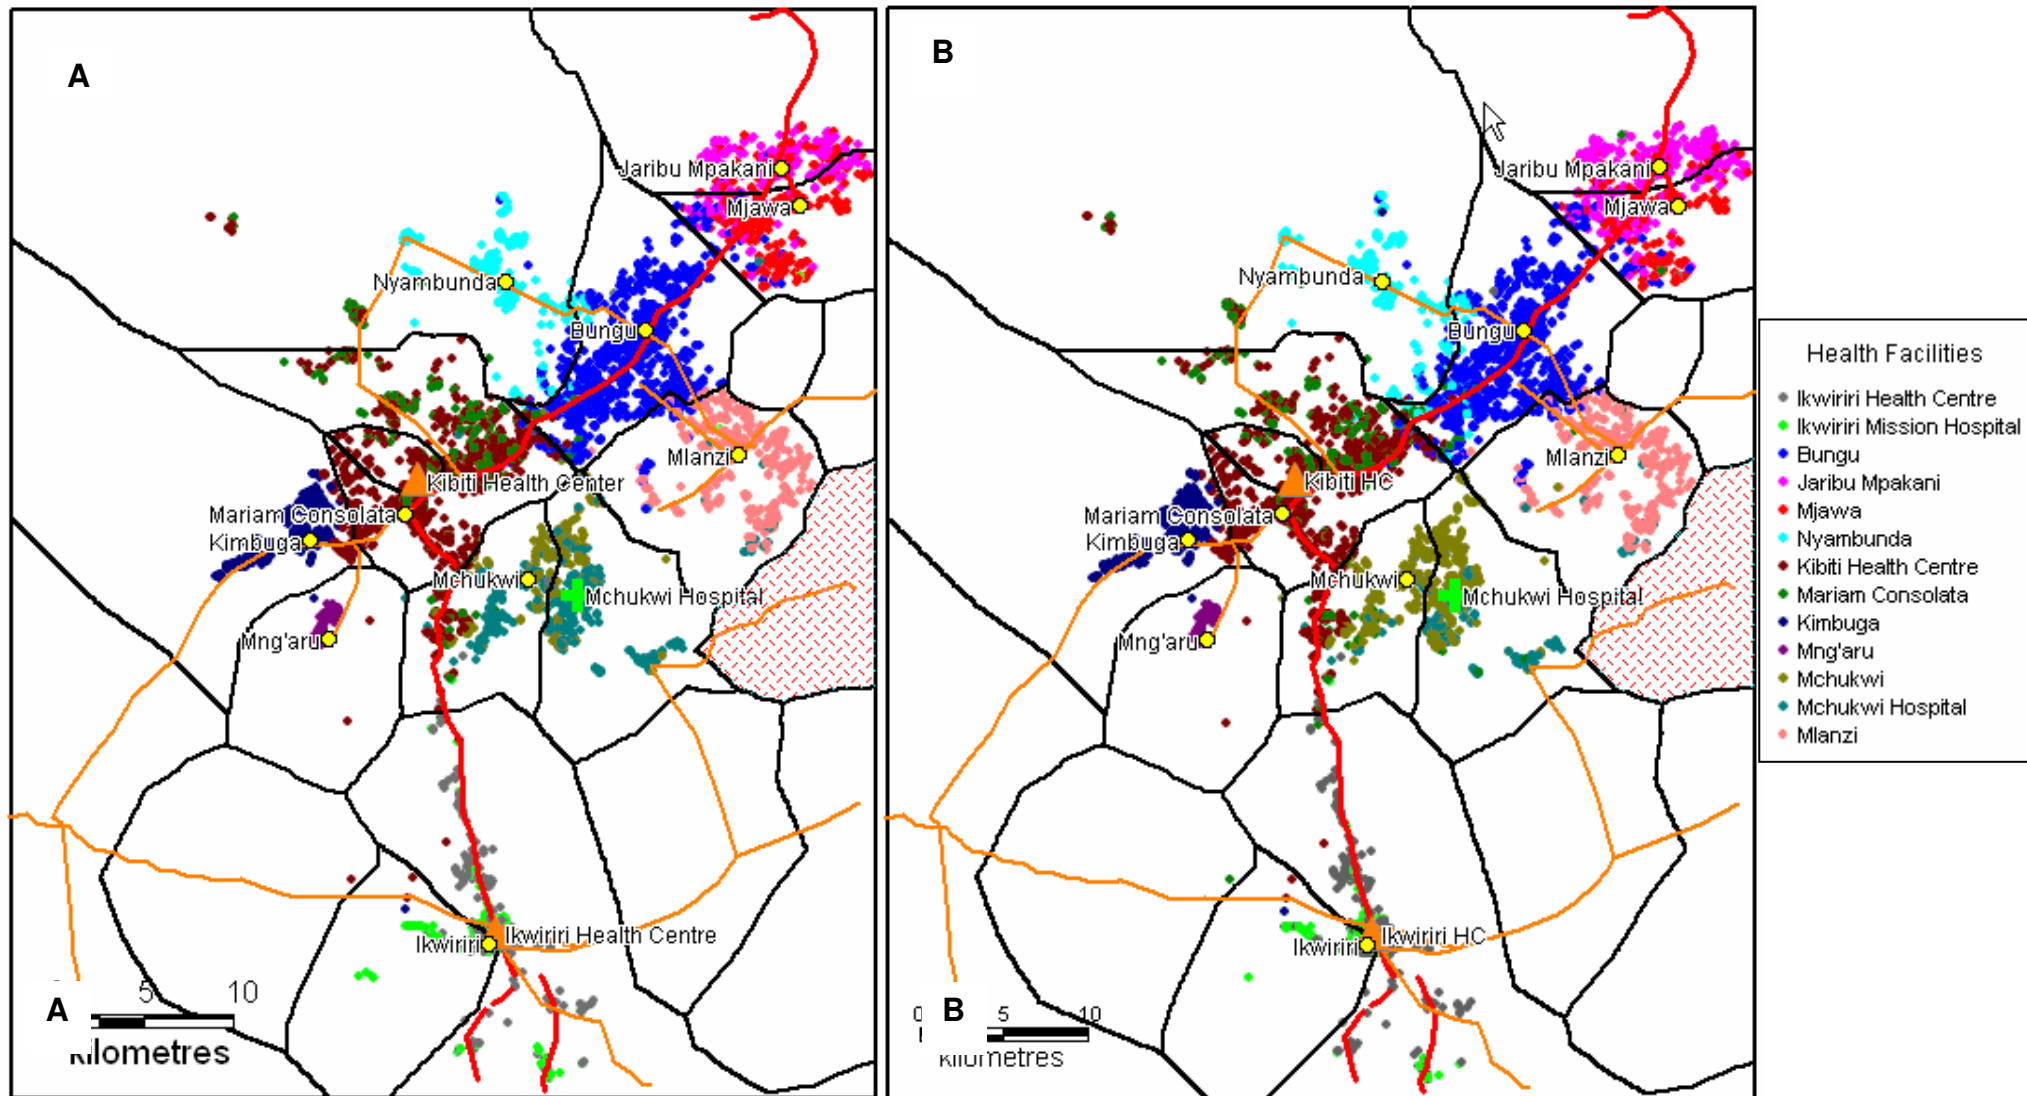 A
Jaribu Mpakani
Mjawa
Nyambunda
Bungu
Mlanzi
Kibiti Health Center
Mariam Consolata
Kimbuga
Mchukwi
Mchukwi Hospital
Mng'aru
Ikwiriri Health Centre
Ikwiriri
5 10
A
kilometres
B
Jaribu Mpakani
Mjawa
Nyambunda
Bungu
Mlanzi
Kibiti HC
Mariam Consolata
Kimbuga
Mchukwi
Mchukwi Hospital
Mng'aru
Ikwiriri HC
Ikwiriri
0 5 10
B
kilometres
Health Facilities
Ikwiriri Health Centre
Ikwiriri Mission Hospital
Bungu
Jaribu Mpakani
Mjawa
Nyambunda
Kibiti Health Centre
Mariam Consolata
Kimbuga
Mng'aru
Mchukwi
Mchukwi Hospital
Mlanzi